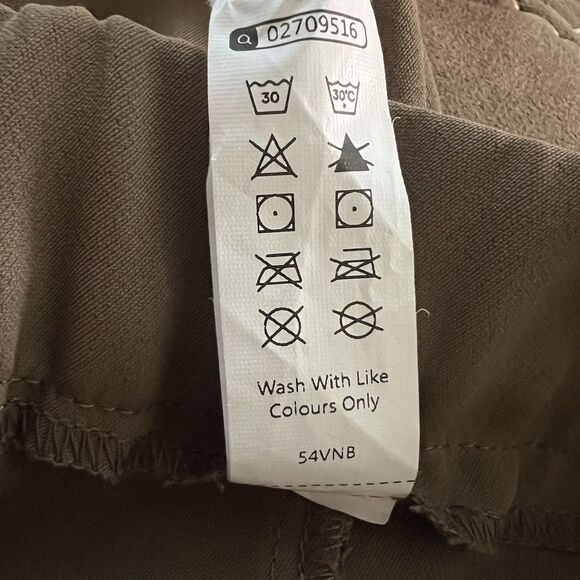 02709516
30 30°C
Wash With Like
Colours Only
54VNB